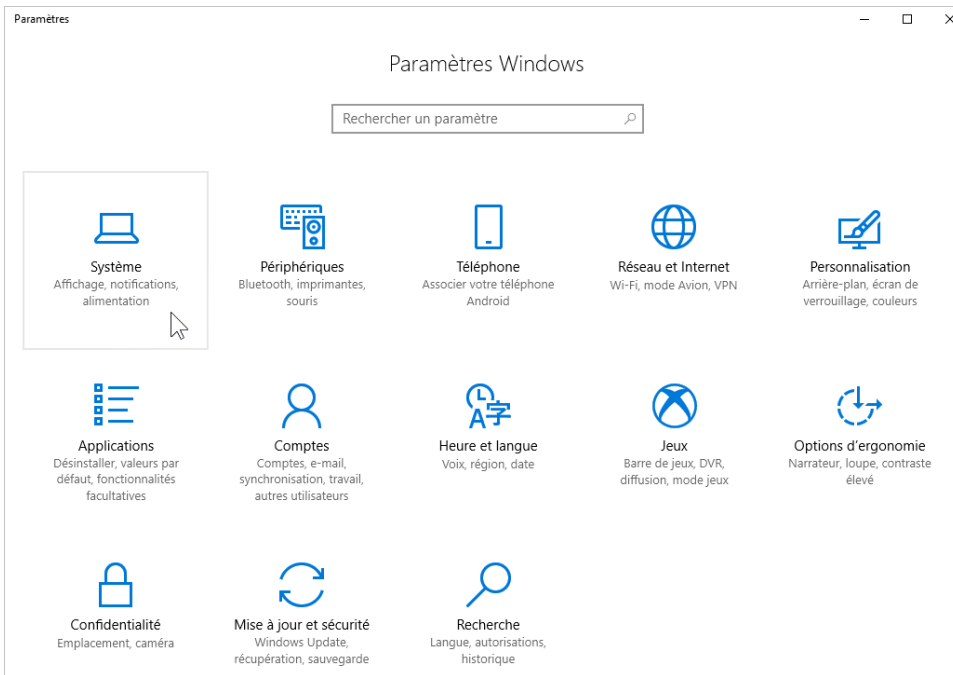 Paramètres
Paramètres Windows
Rechercher un paramètre
Système
Affichage, notifications,
alimentation
Périphériques
Bluetooth, imprimantes,
souris
Téléphone
Associer votre téléphone
Android
Réseau et Internet
Wi-Fi, mode Avion, VPN
Personnalisation
Arrière-plan, écran de
verrouillage, couleurs
Applications
Désinstaller, valeurs par
défaut, fonctionnalités
facultatives
Comptes
Comptes, e-mail,
synchronisation, travail,
autres utilisateurs
Heure et langue
Voix, région, date
Jeux
Barre de jeux, DVR,
diffusion, mode jeux
Options d’ergonomie
Narrateur, loupe, contraste
élevé
Confidentialité
Emplacement, caméra
Mise à jour et sécurité
Windows Update,
récupération, sauvegarde
Recherche
Langue, autorisations,
historique